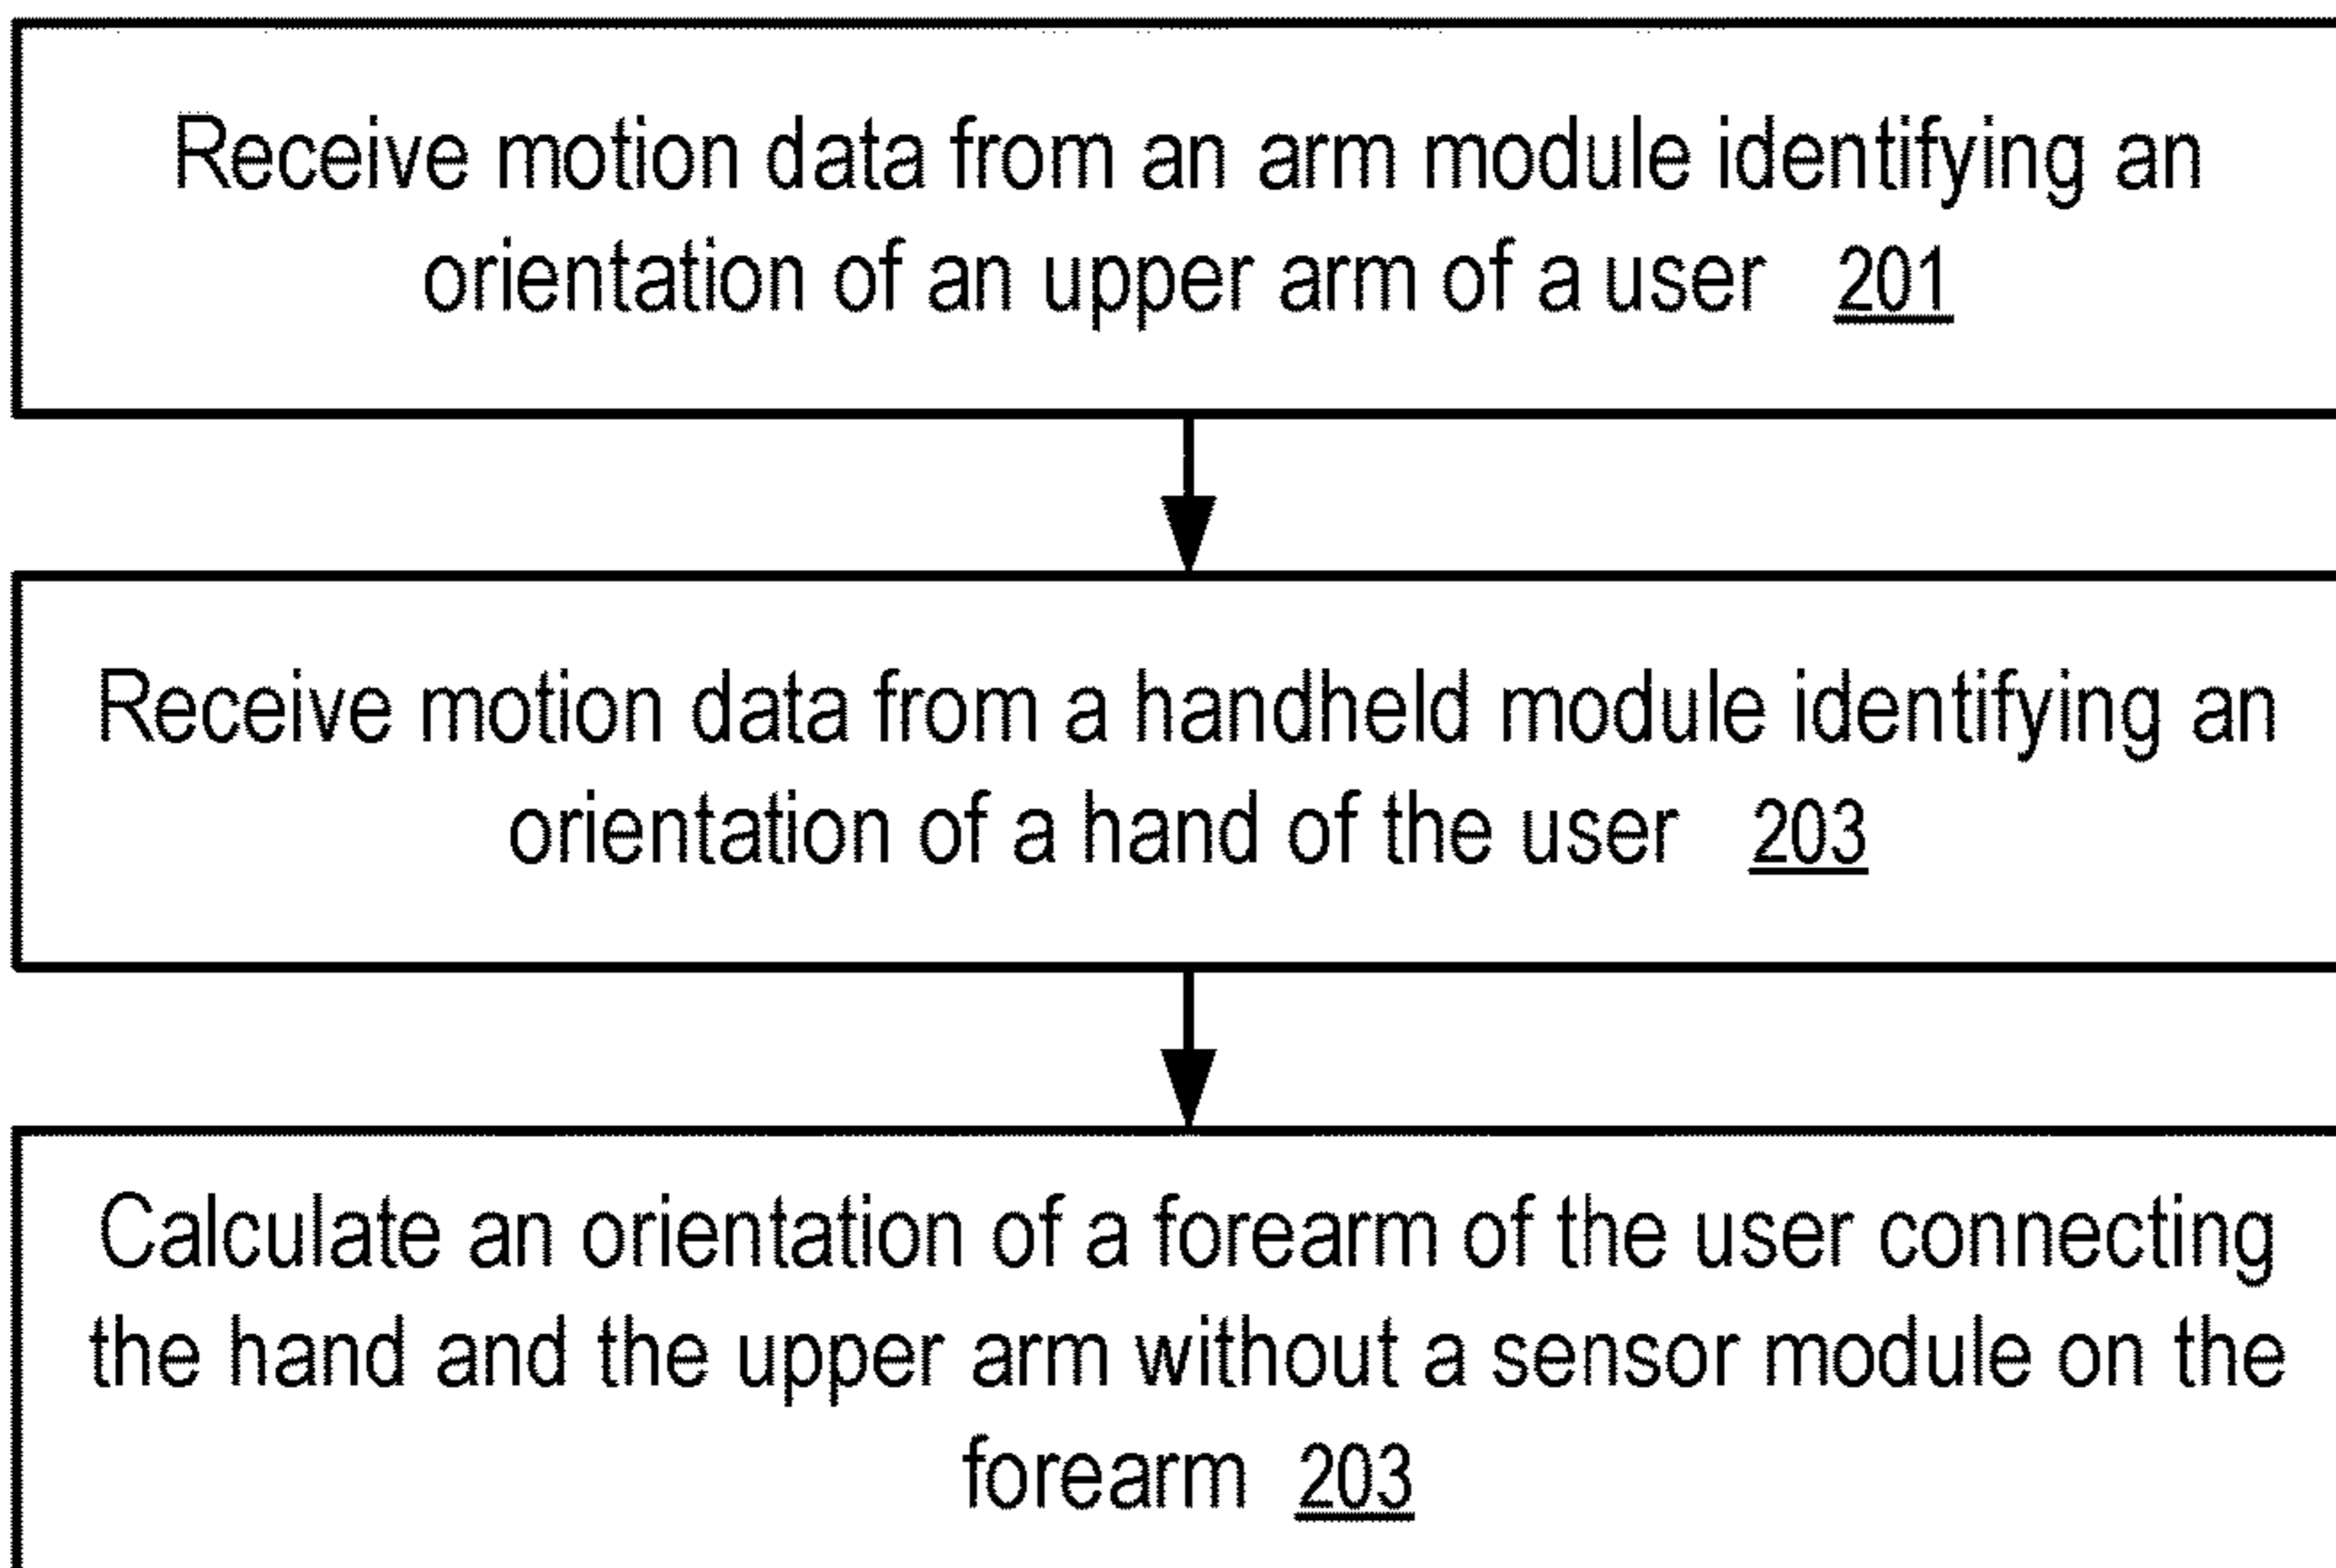 Receive motion data from an arm module identifying an
orientation of an upper arm of a user 201
Receive motion data from a handheld module identifying an
orientation of a hand of the user 203
Calculate an orientation of a forearm of the user connecting
the hand and the upper arm without a sensor module on the
forearm 203